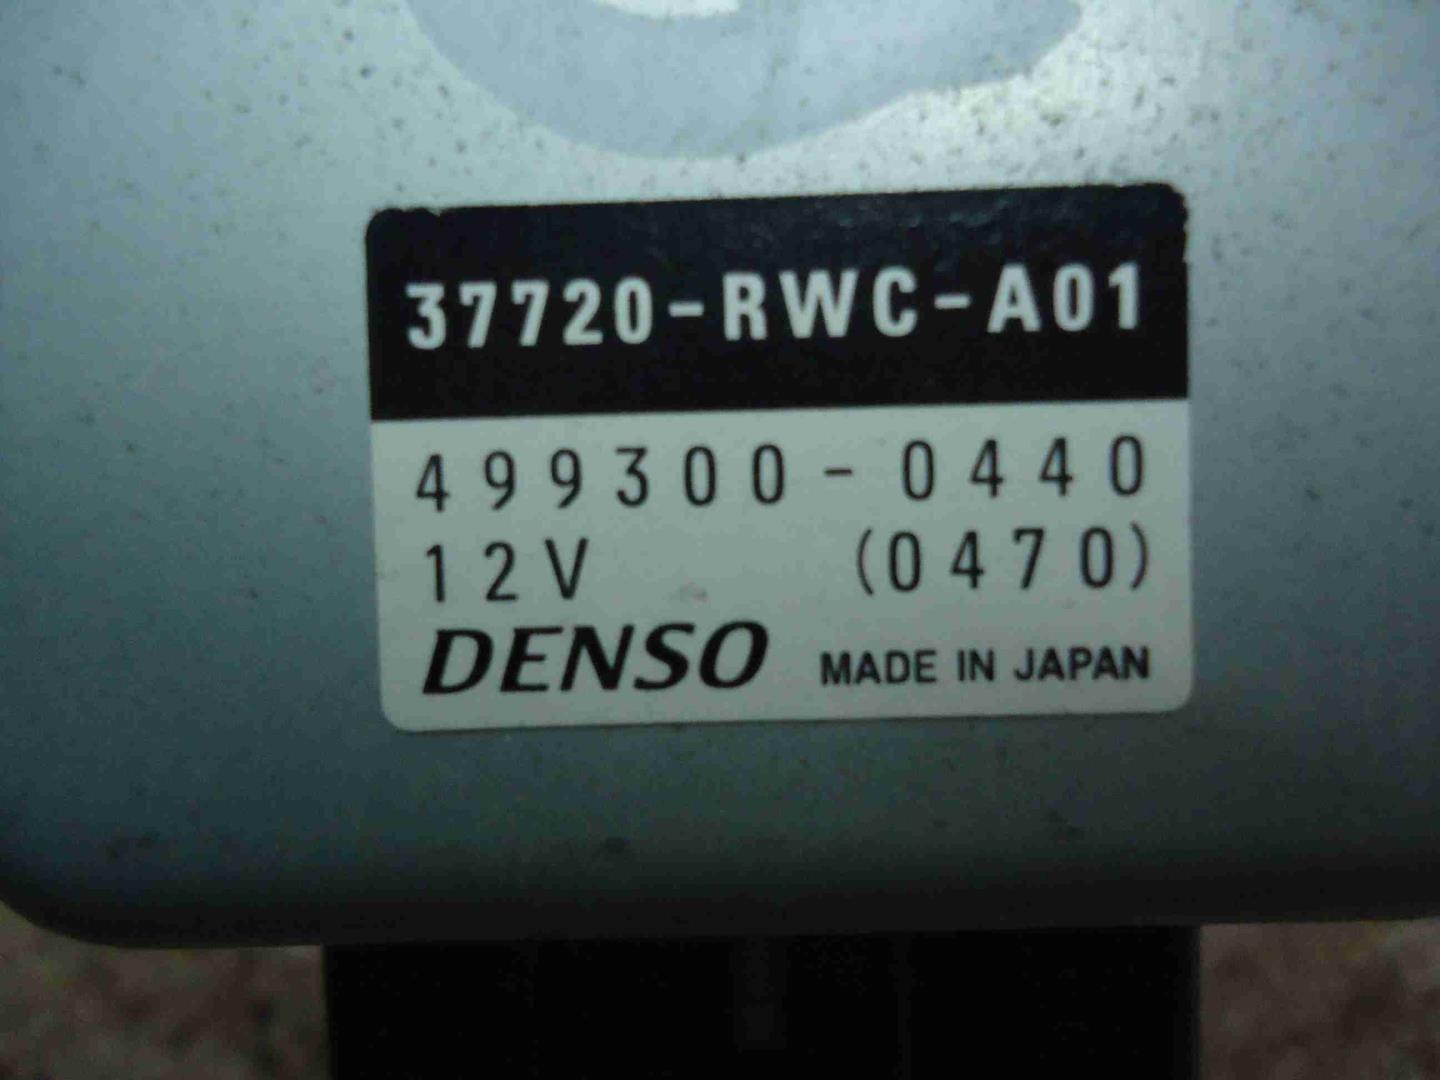 37720-RWC-A01
499300-0440
12V (0470)
DENSO MADE IN JAPAN